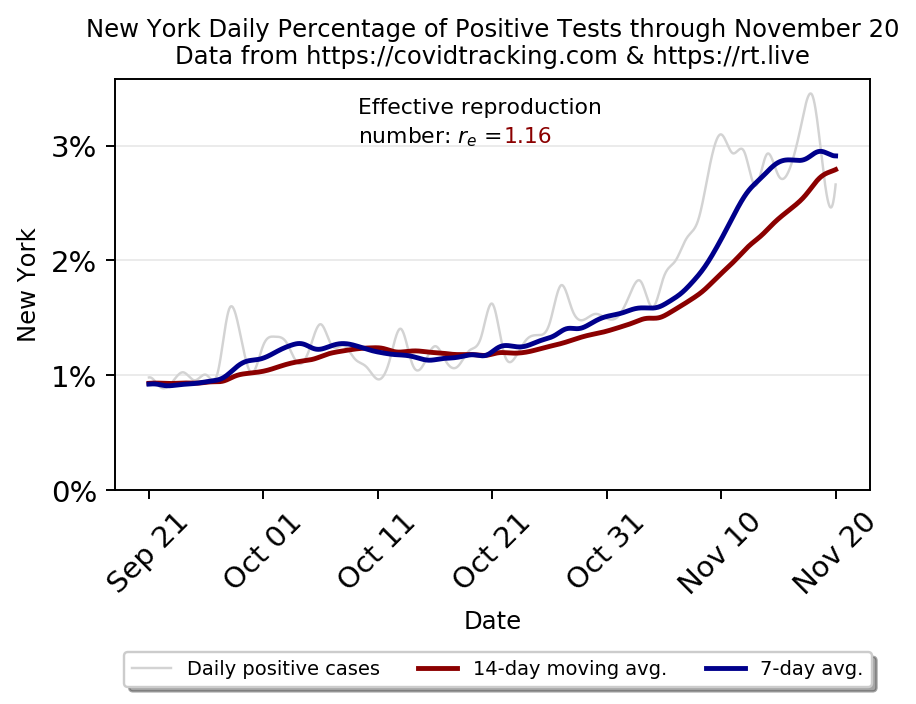 New York Daily Percentage of Positive Tests through November 20
Data from https://covidtracking.com & https://rt.live
Effective reproduction
number: rₑ =1.16
3%
2%
1%
0%
New York
Sep 21
Oct 01
Oct 11
Oct 21
Oct 31
Nov 10
Nov 20
Date
Daily positive cases
14-day moving avg.
7-day avg.